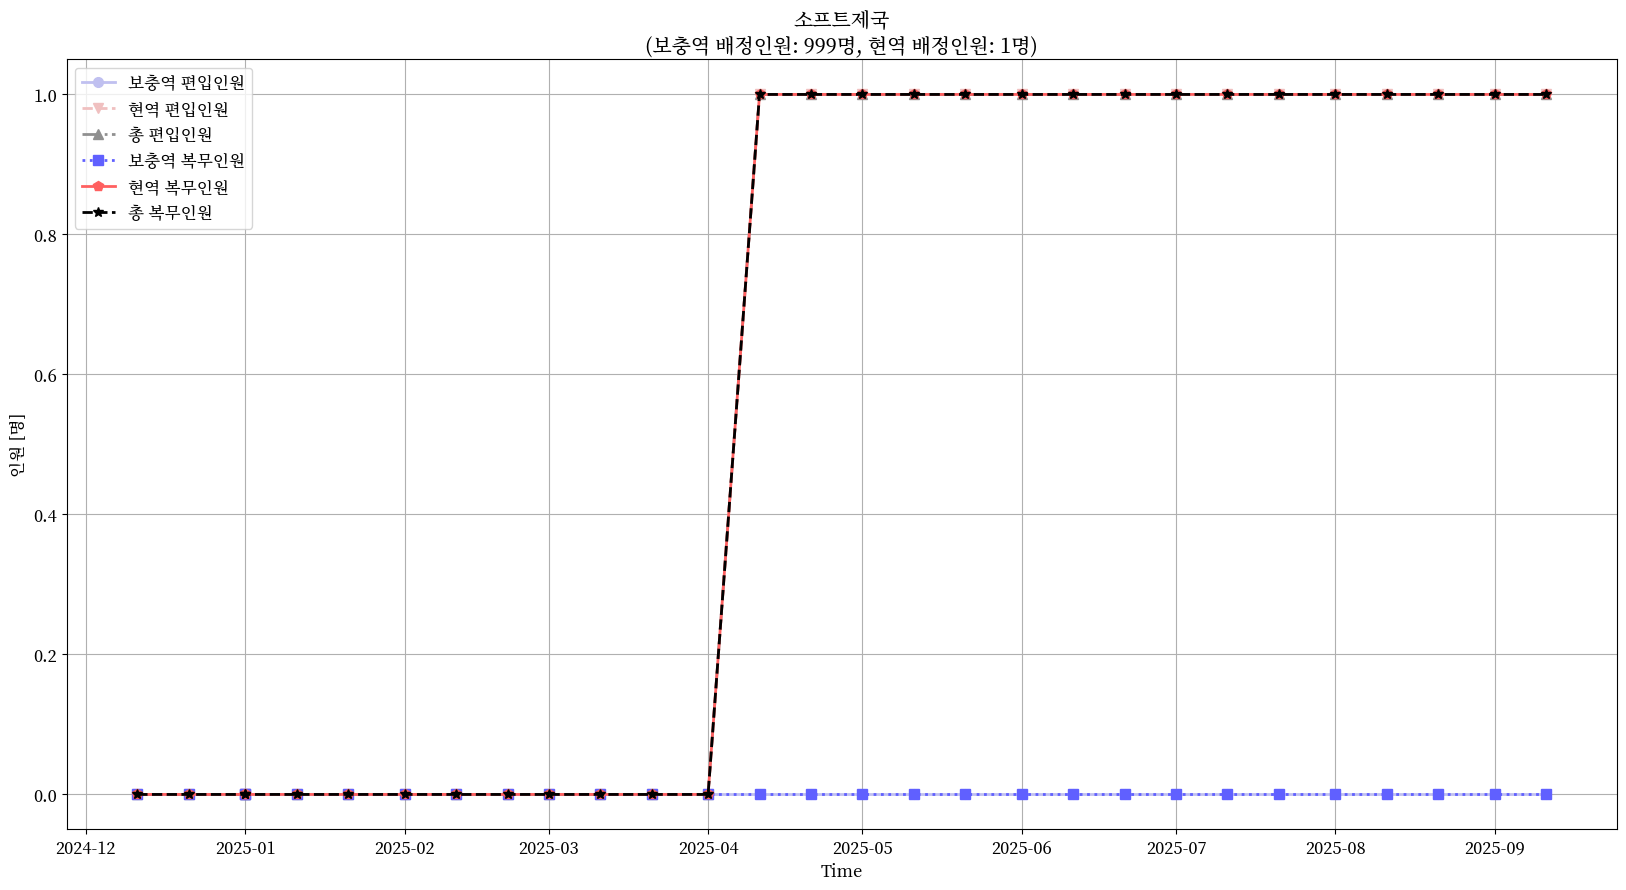 소프트제국
(보충역 배정인원: 999명, 현역 배정인원: 1명)
보충역 편입인원
현역 편입인원
총 편입인원
보충역 복무인원
현역 복무인원
총 복무인원
1.0
0.8
0.6
0.4
0.2
0.0
인원 [명]
2024-12 2025-01 2025-02 2025-03 2025-04 2025-05 2025-06 2025-07 2025-08 2025-09
Time